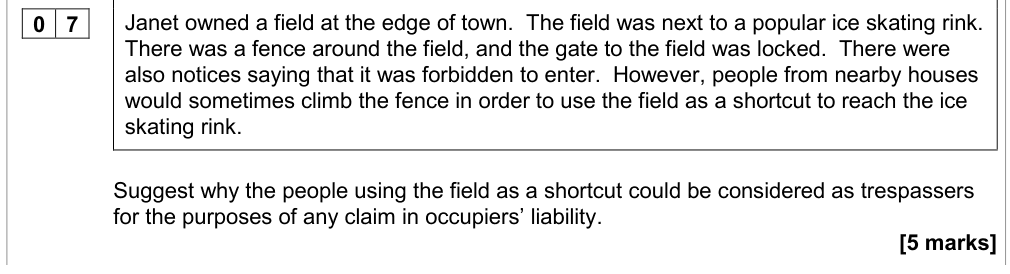 0 7
Janet owned a field at the edge of town. The field was next to a popular ice skating rink.
There was a fence around the field, and the gate to the field was locked. There were
also notices saying that it was forbidden to enter. However, people from nearby houses
would sometimes climb the fence in order to use the field as a shortcut to reach the ice
skating rink.
Suggest why the people using the field as a shortcut could be considered as trespassers
for the purposes of any claim in occupiers’ liability.
[5 marks]